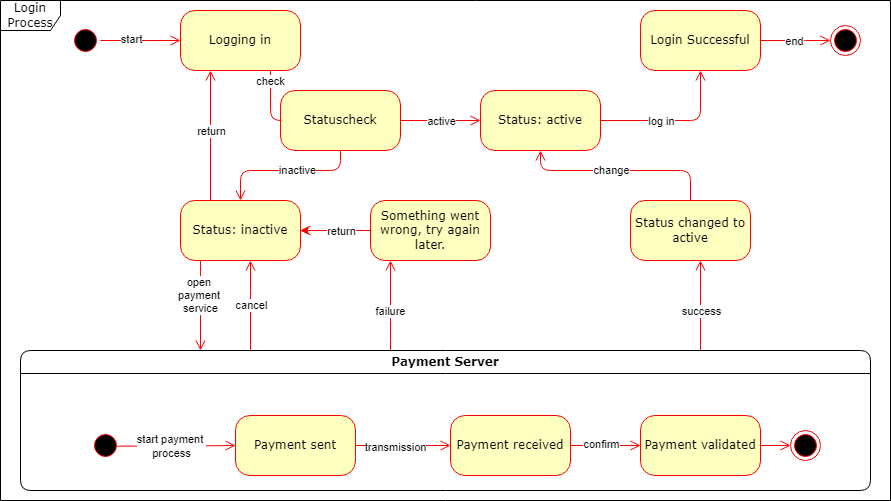 Login
Process
start
Logging in
Login Successful
end
check
Statuscheck
active
Status: active
log in
return
inactive
change
Status: inactive
return
Something went
wrong, try again
later.
Status changed to
active
open
payment
service
cancel
failure
success
Payment Server
start payment
process
Payment sent
transmission
Payment received
confirm
Payment validated